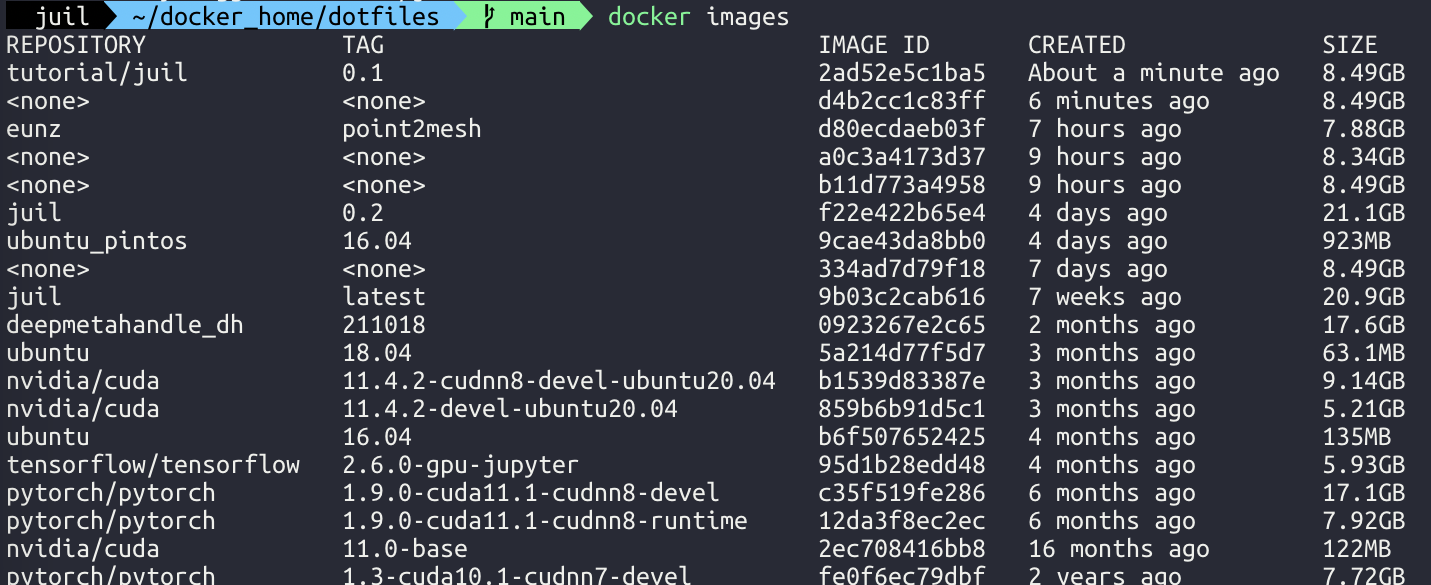 juil ~/docker_home/dotfiles main docker images
REPOSITORY TAG IMAGE ID CREATED SIZE
tutorial/juil 0.1 2ad52e5c1ba5 About a minute ago 8.49GB
<none> <none> d4b2cc1c83ff 6 minutes ago 8.49GB
eunz point2mesh d80ecdaeb03f 7 hours ago 7.88GB
<none> <none> a0c3a4173d37 9 hours ago 8.34GB
<none> <none> b11d773a4958 9 hours ago 8.49GB
juil 0.2 f22e422b65e4 4 days ago 21.1GB
ubuntu_pintos 16.04 9cae43da8bb0 4 days ago 923MB
<none> <none> 334ad7d79f18 7 days ago 8.49GB
juil latest 9b03c2cab616 7 weeks ago 20.9GB
deepmetahandle_dh 211018 0923267e2c65 2 months ago 17.6GB
ubuntu 18.04 5a214d77f5d7 3 months ago 63.1MB
nvidia/cuda 11.4.2-cudnn8-devel-ubuntu20.04 b1539d83387e 3 months ago 9.14GB
nvidia/cuda 11.4.2-devel-ubuntu20.04 859b6b91d5c1 3 months ago 5.21GB
ubuntu 16.04 b6f507652425 4 months ago 135MB
tensorflow/tensorflow 2.6.0-gpu-jupyter 95d1b28edd48 4 months ago 5.93GB
pytorch/pytorch 1.9.0-cuda11.1-cudnn8-devel c35f519fe286 6 months ago 17.1GB
pytorch/pytorch 1.9.0-cuda11.1-cudnn8-runtime 12da3f8ec2ec 6 months ago 7.92GB
nvidia/cuda 11.0-base 2ec708416bb8 16 months ago 122MB
pytorch/pytorch 1.3-cuda10.1-cudnn7-devel fe0f6ec79dbf 2 years ago 7.72GB